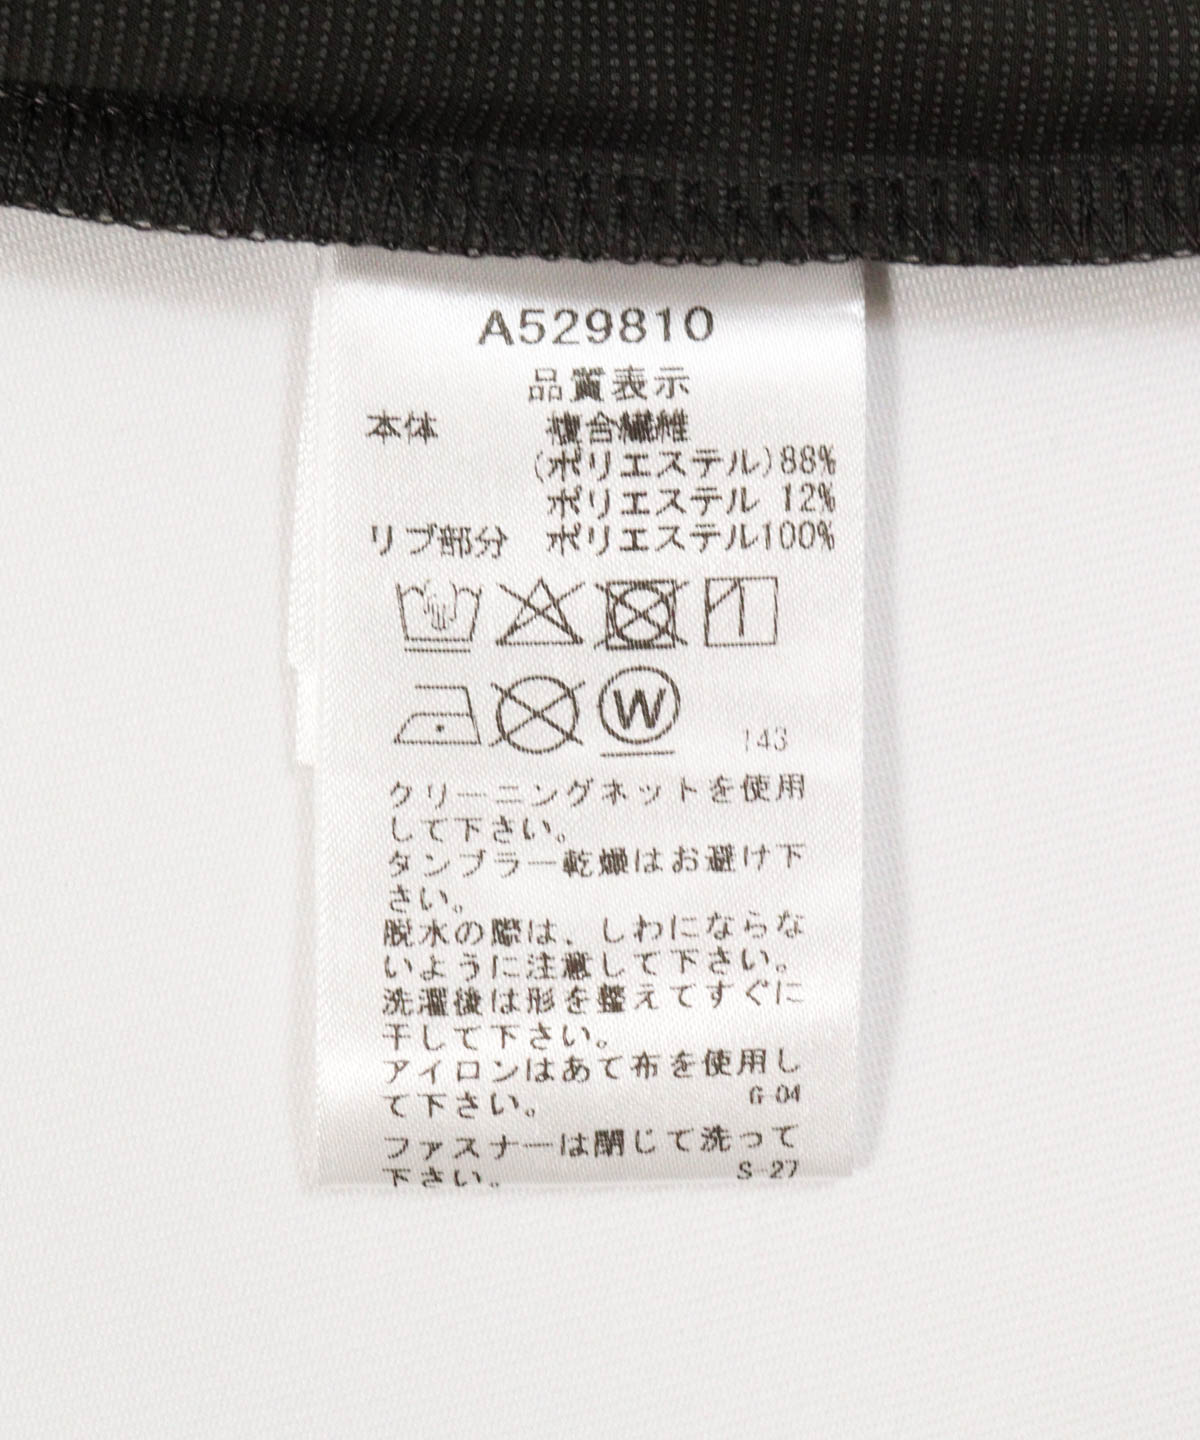 A529810
品質表示
本体 複合繊維
(ポリエステル)88%
ポリエステル 12%
リブ部分 ポリエステル100%
W
143
クリーニングネットを使用
して下さい。
タンブラー乾燥はお避け下
さい。
脱水の際は、しわにならな
いように注意して下さい。
洗濯後は形を整えてすぐに
干して下さい。
アイロンはあて布を使用し
て下さい。 G-04
ファスナーは閉じて洗って
下さい。 S-27